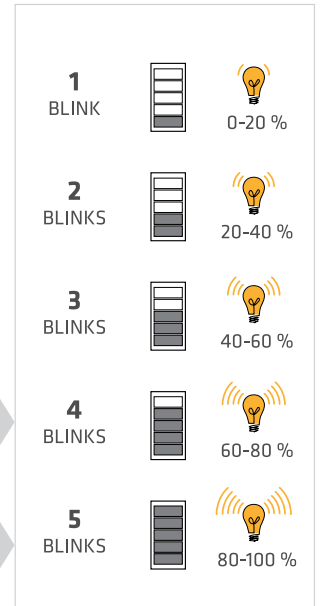 1
BLINK
0-20 %
2
BLINKS
20-40 %
3
BLINKS
40-60 %
4
BLINKS
60-80 %
5
BLINKS
80-100 %